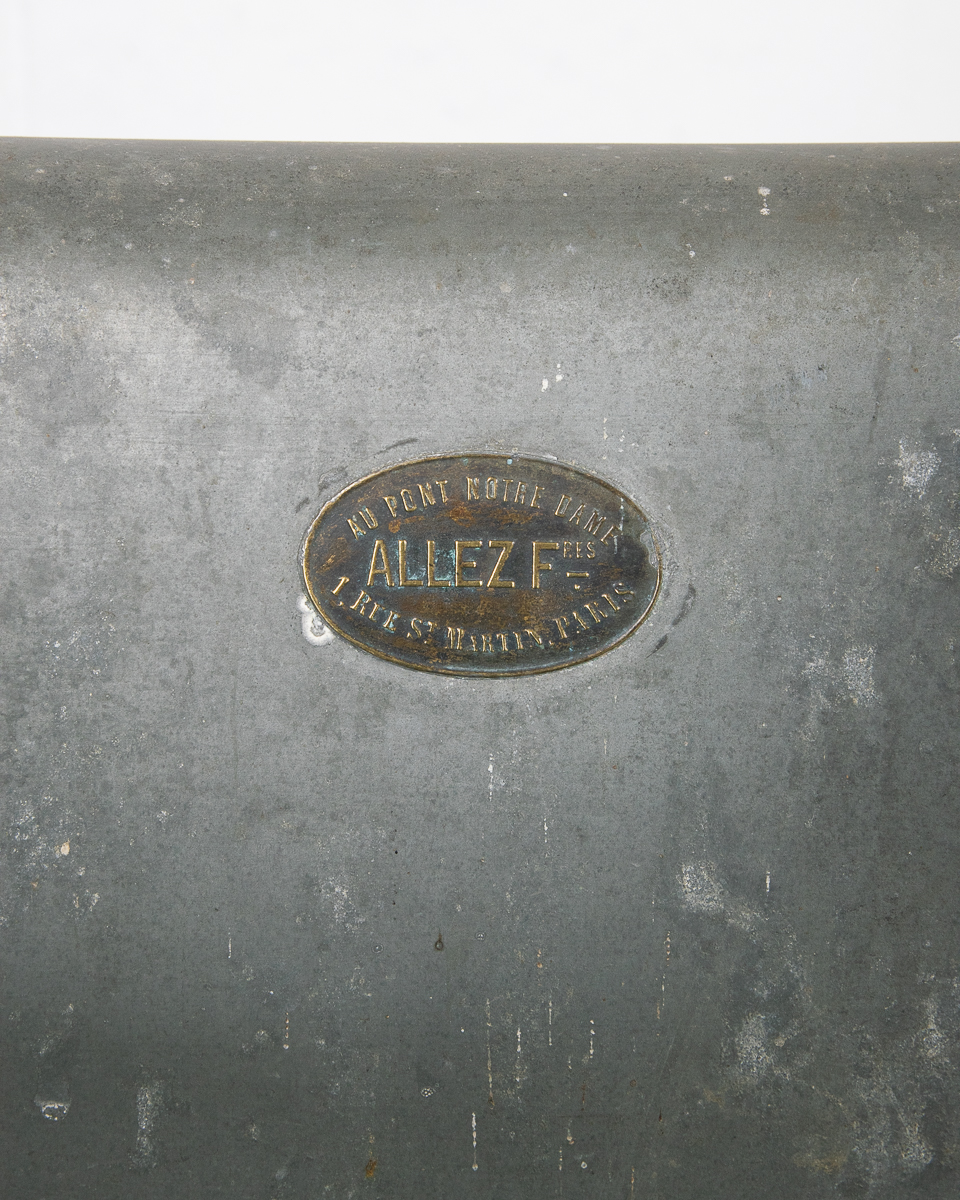 AU PONT NOTRE DAME
ALLEZ FRES
1, RUE ST MARTIN, PARIS